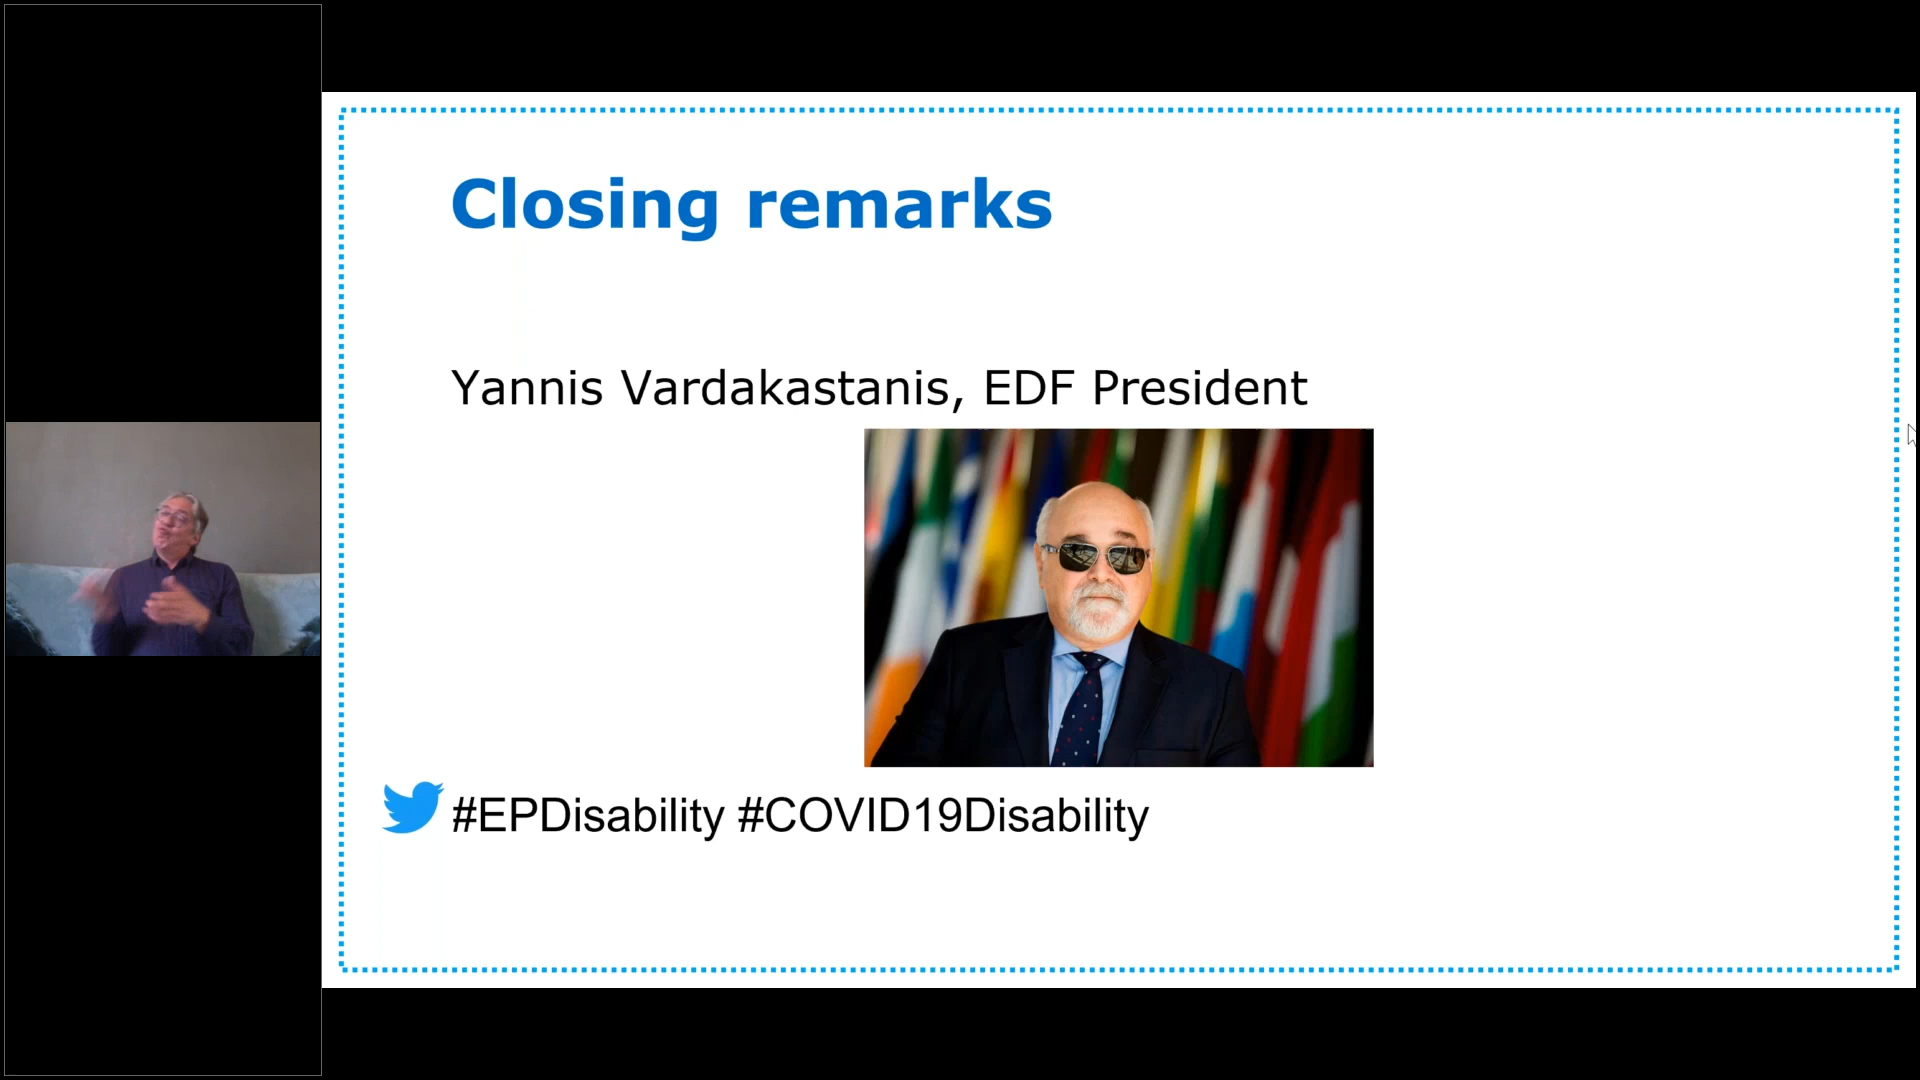 Closing remarks
Yannis Vardakastanis, EDF President
#EPDisability #COVID19Disability